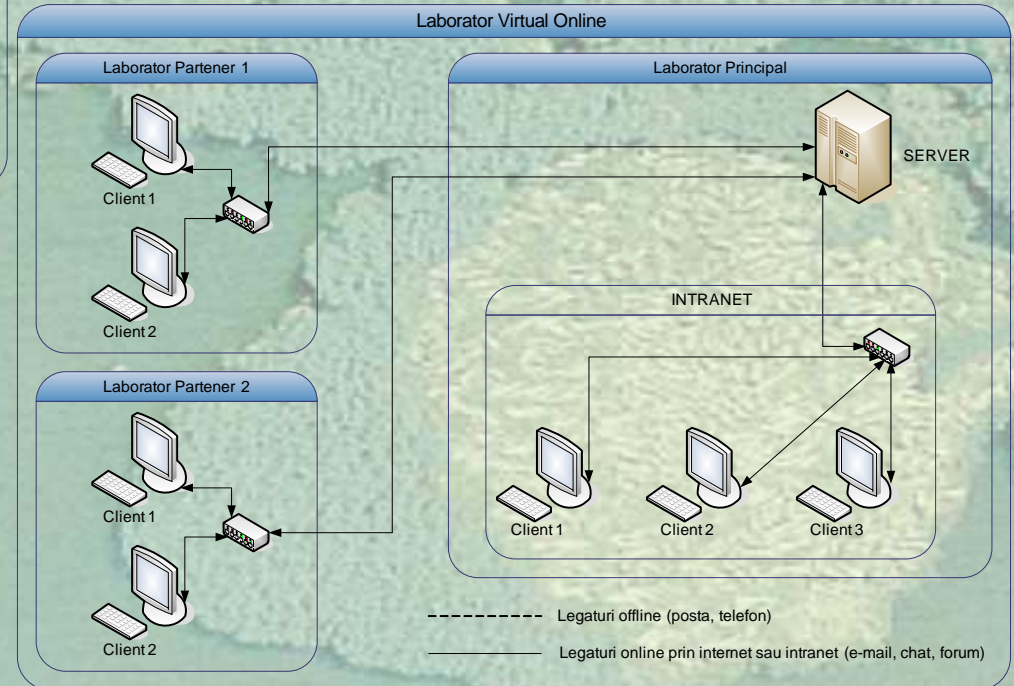 Laborator Virtual Online
Laborator Partener 1
Client 1
Client 2
Laborator Partener 2
Client 1
Client 2
Laborator Principal
SERVER
INTRANET
Client 1
Client 2
Client 3
Legaturi offline (posta, telefon)
Legaturi online prin internet sau intranet (e-mail, chat, forum)